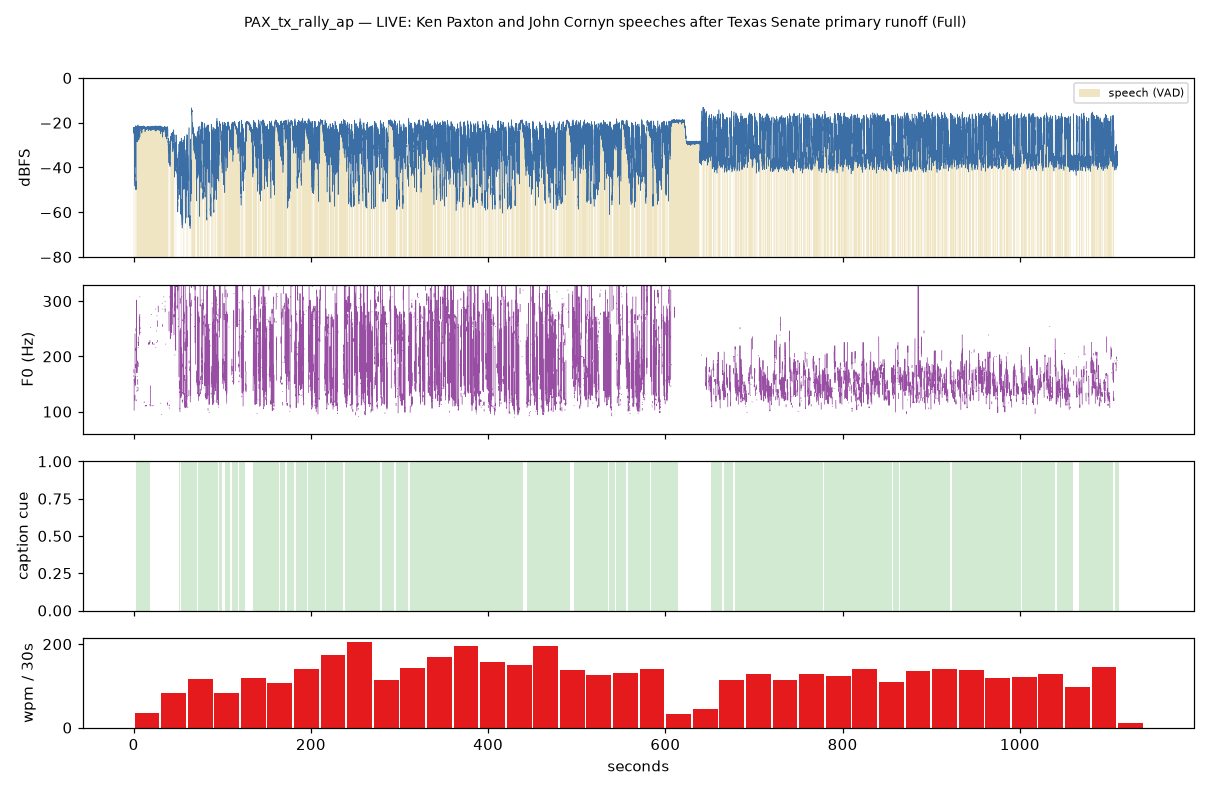 PAX_tx_rally_ap — LIVE: Ken Paxton and John Cornyn speeches after Texas Senate primary runoff (Full)
0
−20
−40
−60
−80
dBFS
speech (VAD)
300
200
100
F0 (Hz)
1.00
0.75
0.50
0.25
0.00
caption cue
200
0
wpm / 30s
0 200 400 600 800 1000
seconds